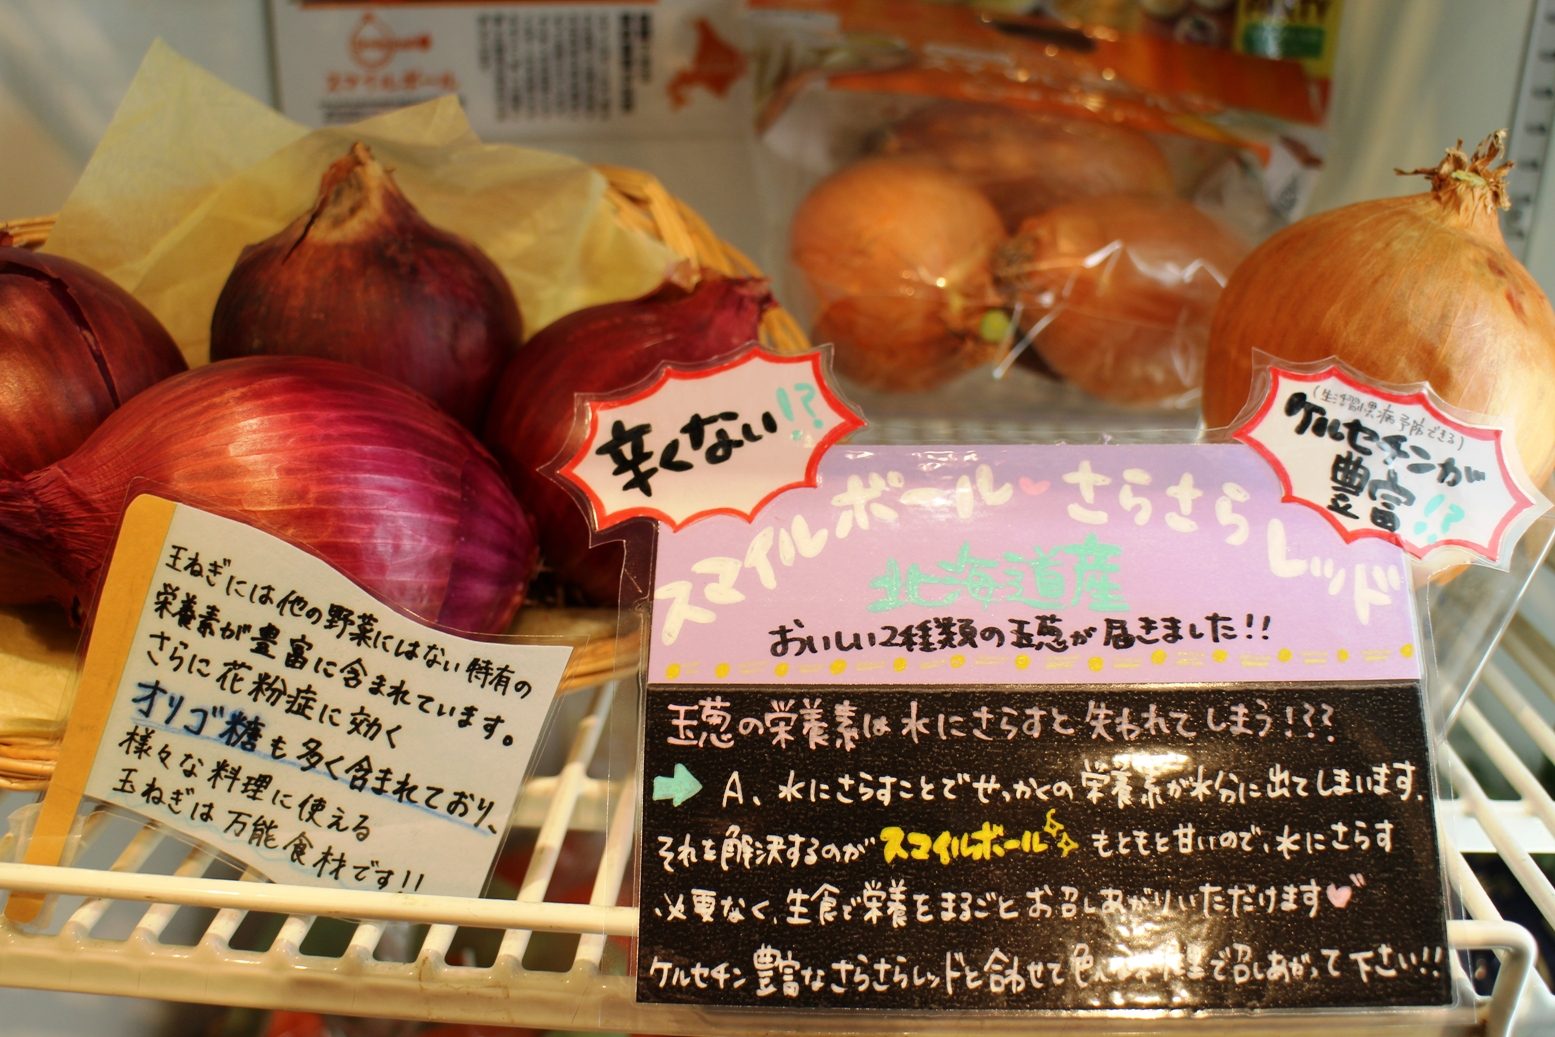 スマイルボール
辛くない!?
(生活習慣病予防できる)
ケルセチンが
豊富!?
スマイルボール♥さらさらレッド
北海道産
おいしい2種類の玉葱が届きました!!
玉葱の栄養素は水にさらすと失われてしまう!???
→ A、水にさらすことでせっかくの栄養素が水分に出てしまいます。
それを解決するのがスマイルボール もともと甘いので、水にさらす
必要なく、生食で栄養をまるごとお召しあがりいただけます♥
ケルセチン豊富なさらさらレッドと合わせて色んな で召しあがって下さい!!
玉ねぎには他の野菜にはない特有の
栄養素が豊富に含まれています。
さらに花粉症に効く
オリゴ糖も多く含まれており、
様々な料理に使える
玉ねぎは万能食材です!!